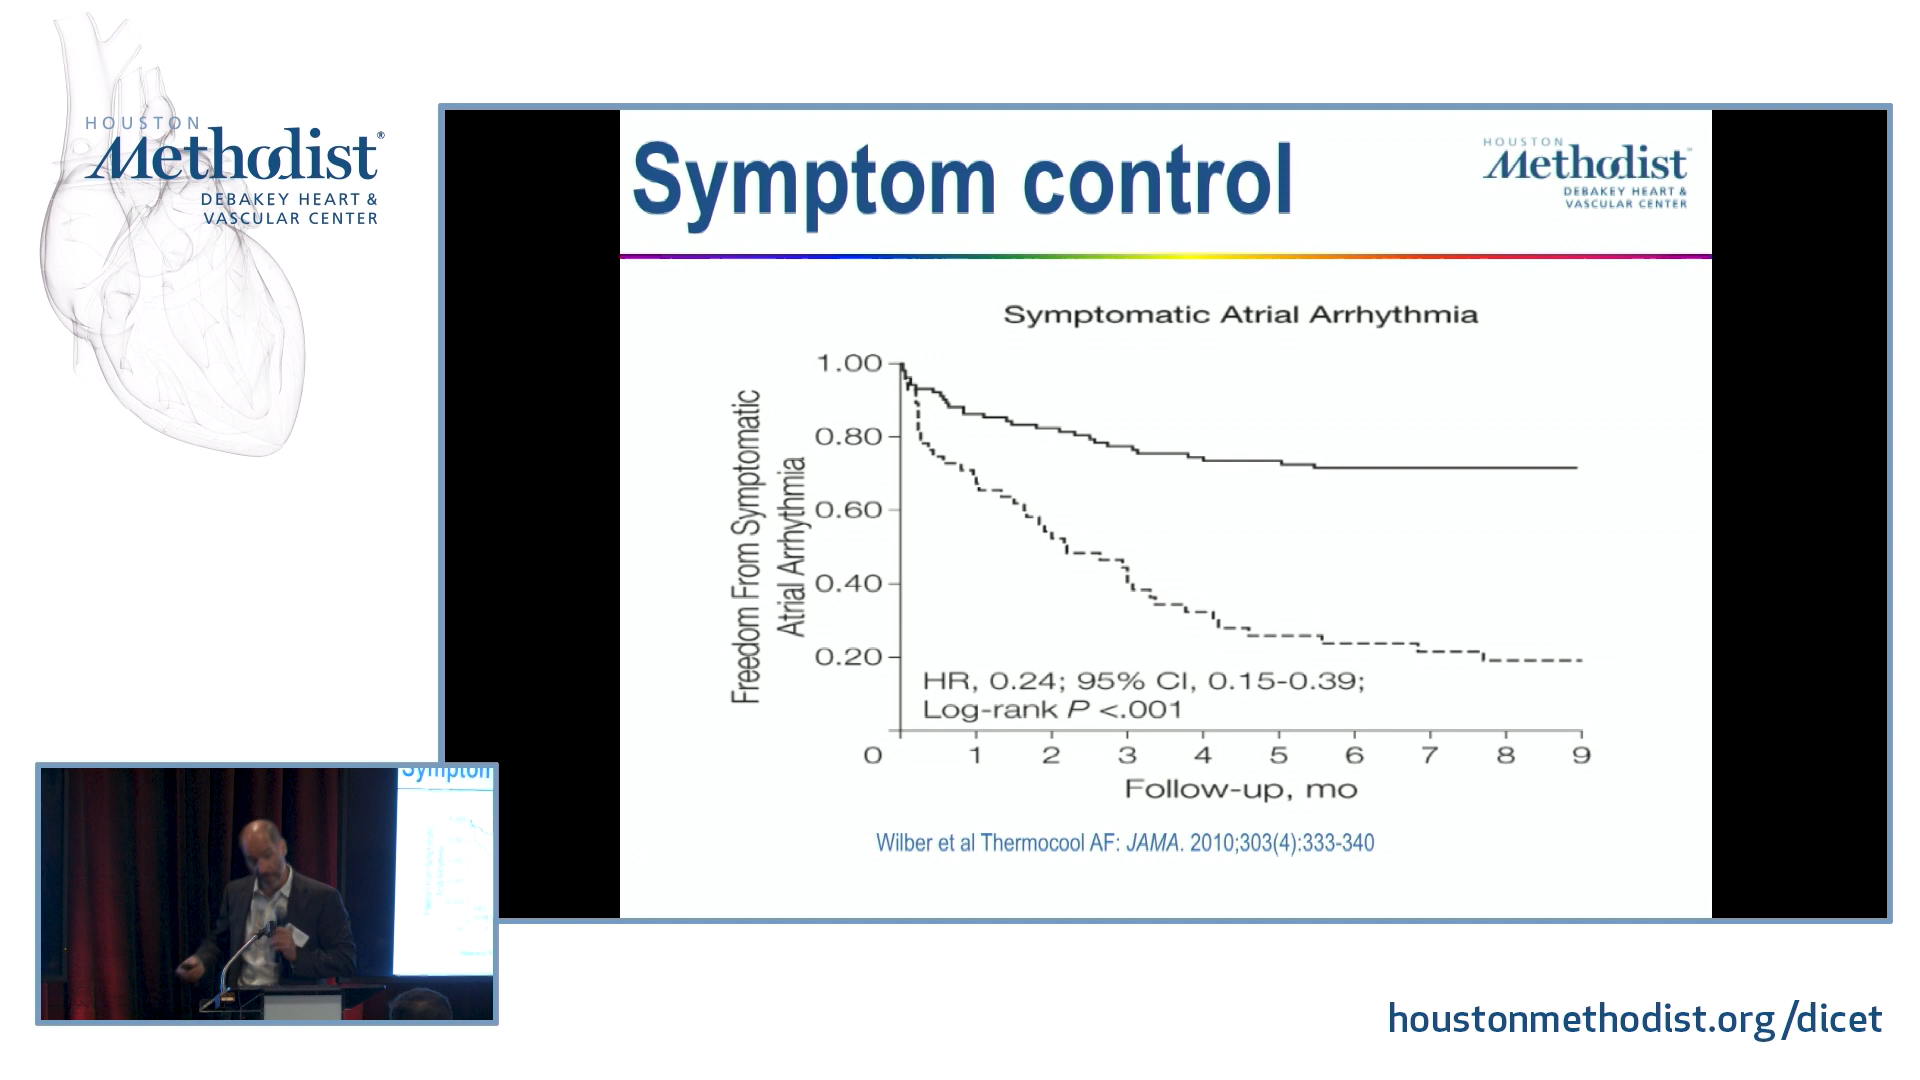 HOUSTON
Methodist®
DEBAKEY HEART &
VASCULAR CENTER
Symptom control
HOUSTON
Methodist
DEBAKEY HEART &
VASCULAR CENTER
Symptomatic Atrial Arrhythmia
Freedom From Symptomatic
Atrial Arrhythmia
1.00
0.80
0.60
0.40
0.20
HR, 0.24; 95% CI, 0.15-0.39;
Log-rank P <.001
0 1 2 3 4 5 6 7 8 9
Follow-up, mo
Wilber et al Thermocool AF: JAMA. 2010;303(4):333-340
Symptom
houstonmethodist.org/dicet